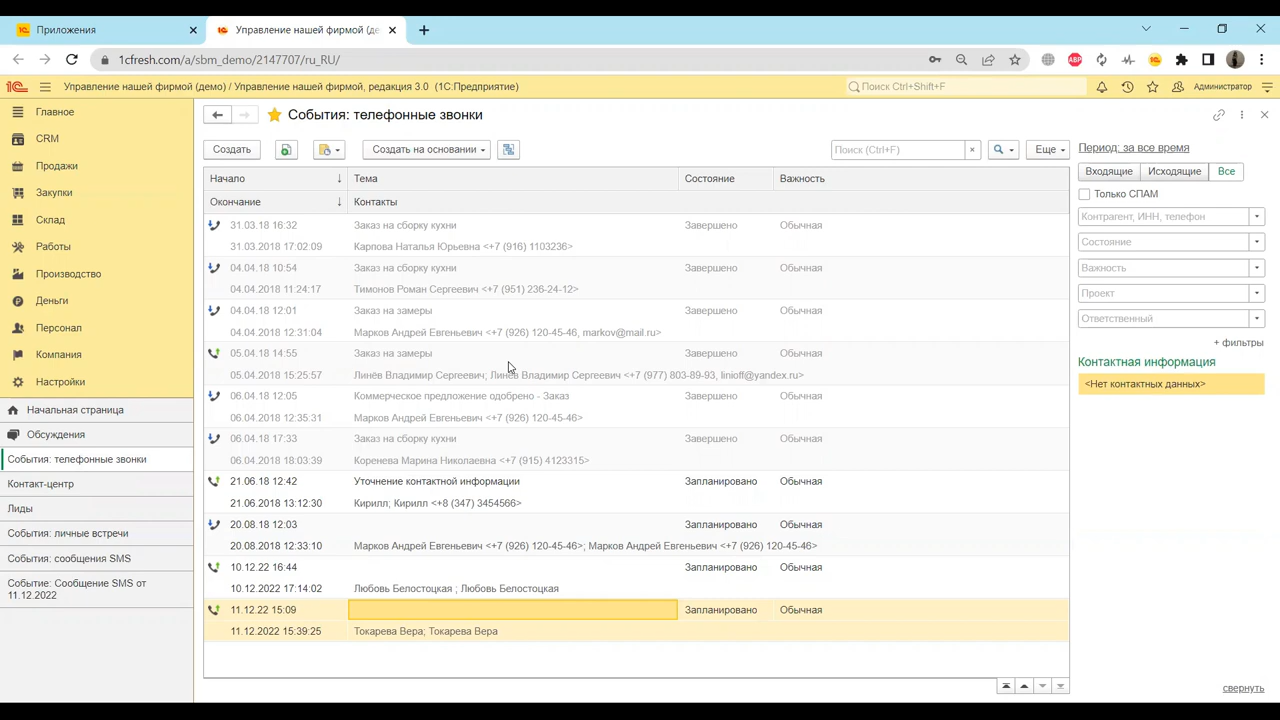 Приложения
Управление нашей фирмой (де
1cfresh.com/a/sbm_demo/2147707/ru_RU/
ABP
Управление нашей фирмой (демо) / Управление нашей фирмой, редакция 3.0 (1С:Предприятие)
Поиск Ctrl+Shift+F
Администратор
Главное
CRM
Продажи
Закупки
Склад
Работы
Производство
Деньги
Персонал
Компания
Настройки
Начальная страница
Обсуждения
События: телефонные звонки
Контакт-центр
Лиды
События: личные встречи
События: сообщения SMS
Событие: Сообщение SMS от
11.12.2022
События: телефонные звонки
Создать
Создать на основании
Поиск (Ctrl+F)
×
Еще
Начало ↓ Тема Состояние Важность
Окончание ↓ Контакты
31.03.18 16:32 Заказ на сборку кухни Завершено Обычная
31.03.2018 17:02:09 Карпова Наталья Юрьевна <+7 (916) 1103236>
04.04.18 10:54 Заказ на сборку кухни Завершено Обычная
04.04.2018 11:24:17 Тимонов Роман Сергеевич <+7 (951) 236-24-12>
04.04.18 12:01 Заказ на замеры Завершено Обычная
04.04.2018 12:31:04 Марков Андрей Евгеньевич <+7 (926) 120-45-46, markov@mail.ru>
05.04.18 14:55 Заказ на замеры Завершено Обычная
05.04.2018 15:25:57 Линёв Владимир Сергеевич; Линёв Владимир Сергеевич <+7 (977) 803-89-93, linioff@yandex.ru>
06.04.18 12:05 Коммерческое предложение одобрено - Заказ Завершено Обычная
06.04.2018 12:35:31 Марков Андрей Евгеньевич <+7 (926) 120-45-46>
06.04.18 17:33 Заказ на сборку кухни Завершено Обычная
06.04.2018 18:03:39 Коренева Марина Николаевна <+7 (915) 4123315>
21.06.18 12:42 Уточнение контактной информации Запланировано Обычная
21.06.2018 13:12:30 Кирилл; Кирилл <+8 (347) 3454566>
20.08.18 12:03 Запланировано Обычная
20.08.2018 12:33:10 Марков Андрей Евгеньевич <+7 (926) 120-45-46>; Марков Андрей Евгеньевич <+7 (926) 120-45-46>
10.12.22 16:44 Запланировано Обычная
10.12.2022 17:14:02 Любовь Белостоцкая ; Любовь Белостоцкая
11.12.22 15:09 Запланировано Обычная
11.12.2022 15:39:25 Токарева Вера; Токарева Вера
Период: за все время
Входящие Исходящие Все
Только СПАМ
Контрагент, ИНН, телефон
Состояние
Важность
Проект
Ответственный
+ фильтры
Контактная информация
<Нет контактных данных>
свернуть